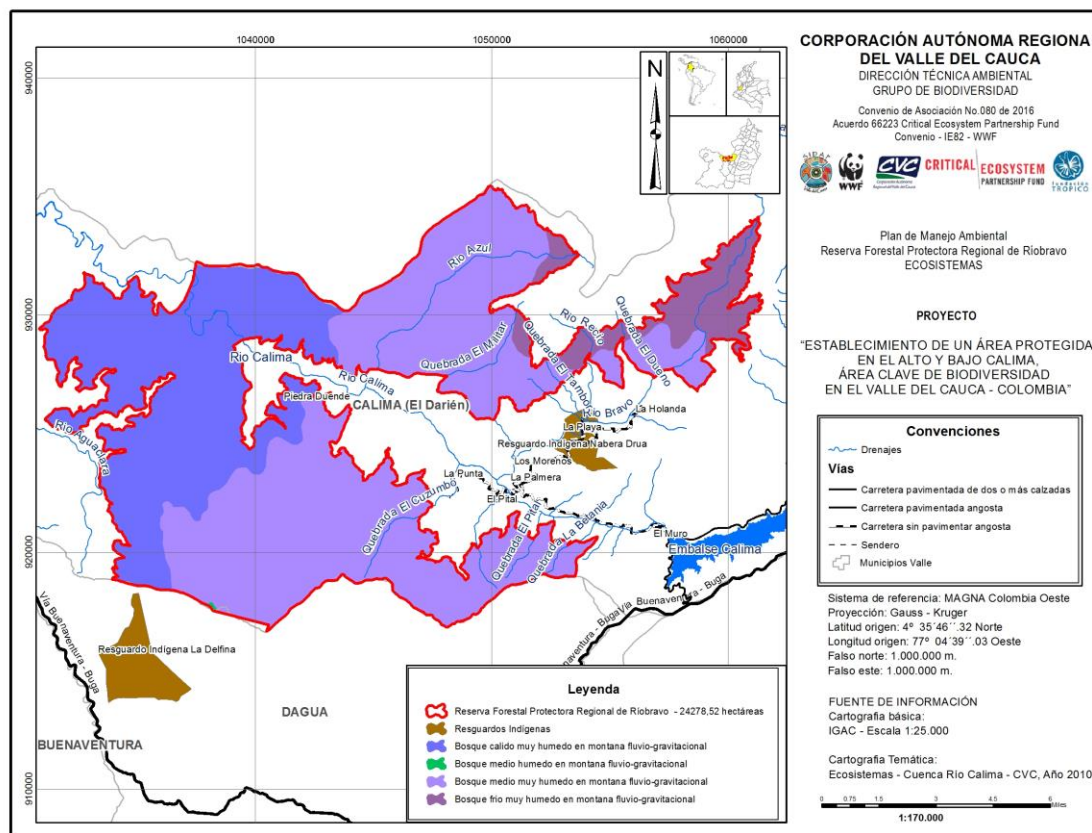 1040000
1050000
1060000
940000
930000
920000
910000
N
Río Azul
Quebrada El Militar
Río Recio
Quebrada El Dueno
Quebrada El Tambor
Río Calima
Río Calima
Piedra Duende
CALIMA (El Darién)
Río Bravo
La Holanda
La Playa
Resguardo Indígena Nabera Drua
Río Aguaclara
Los Morenos
La Punta
La Palmera
El Pital
Quebrada El Cuzumbo
Quebrada El Pital
Quebrada La Betania
El Muro
Embalse Calima
Vía Buenaventura - Buga
Vía Buenaventura - Buga
Resguardo Indígena La Delfina
DAGUA
BUENAVENTURA
Leyenda
Reserva Forestal Protectora Regional de Riobravo - 24278,52 hectáreas
Resguardos Indígenas
Bosque calido muy humedo en montana fluvio-gravitacional
Bosque medio humedo en montana fluvio-gravitacional
Bosque medio muy humedo en montana fluvio-gravitacional
Bosque frio muy humedo en montana fluvio-gravitacional
CORPORACIÓN AUTÓNOMA REGIONA
DEL VALLE DEL CAUCA
DIRECCIÓN TÉCNICA AMBIENTAL
GRUPO DE BIODIVERSIDAD
Convenio de Asociación No.080 de 2016
Acuerdo 66223 Critical Ecosystem Partnership Fund
Convenio - IE82 - WWF
WWF
CVC
CRITICAL ECOSYSTEM
PARTNERSHIP FUND
fundación
TRÓPICO
Plan de Manejo Ambiental
Reserva Forestal Protectora Regional de Riobravo
ECOSISTEMAS
PROYECTO
"ESTABLECIMIENTO DE UN ÁREA PROTEGIDA
EN EL ALTO Y BAJO CALIMA,
ÁREA CLAVE DE BIODIVERSIDAD
EN EL VALLE DEL CAUCA - COLOMBIA"
Convenciones
Drenajes
Vías
Carretera pavimentada de dos o más calzadas
Carretera pavimentada angosta
Carretera sin pavimentar angosta
Sendero
Municipios Valle
Sistema de referencia: MAGNA Colombia Oeste
Proyección: Gauss - Kruger
Latitud origen: 4º 35´46´´.32 Norte
Longitud origen: 77º 04´39´´.03 Oeste
Falso norte: 1.000.000 m.
Falso este: 1.000.000 m.
FUENTE DE INFORMACIÓN
Cartografía básica:
IGAC - Escala 1:25.000
Cartografía Temática:
Ecosistemas - Cuenca Río Calima - CVC, Año 2010
0 0.75 1.5 3 4.5 6
Miles
1:170.000